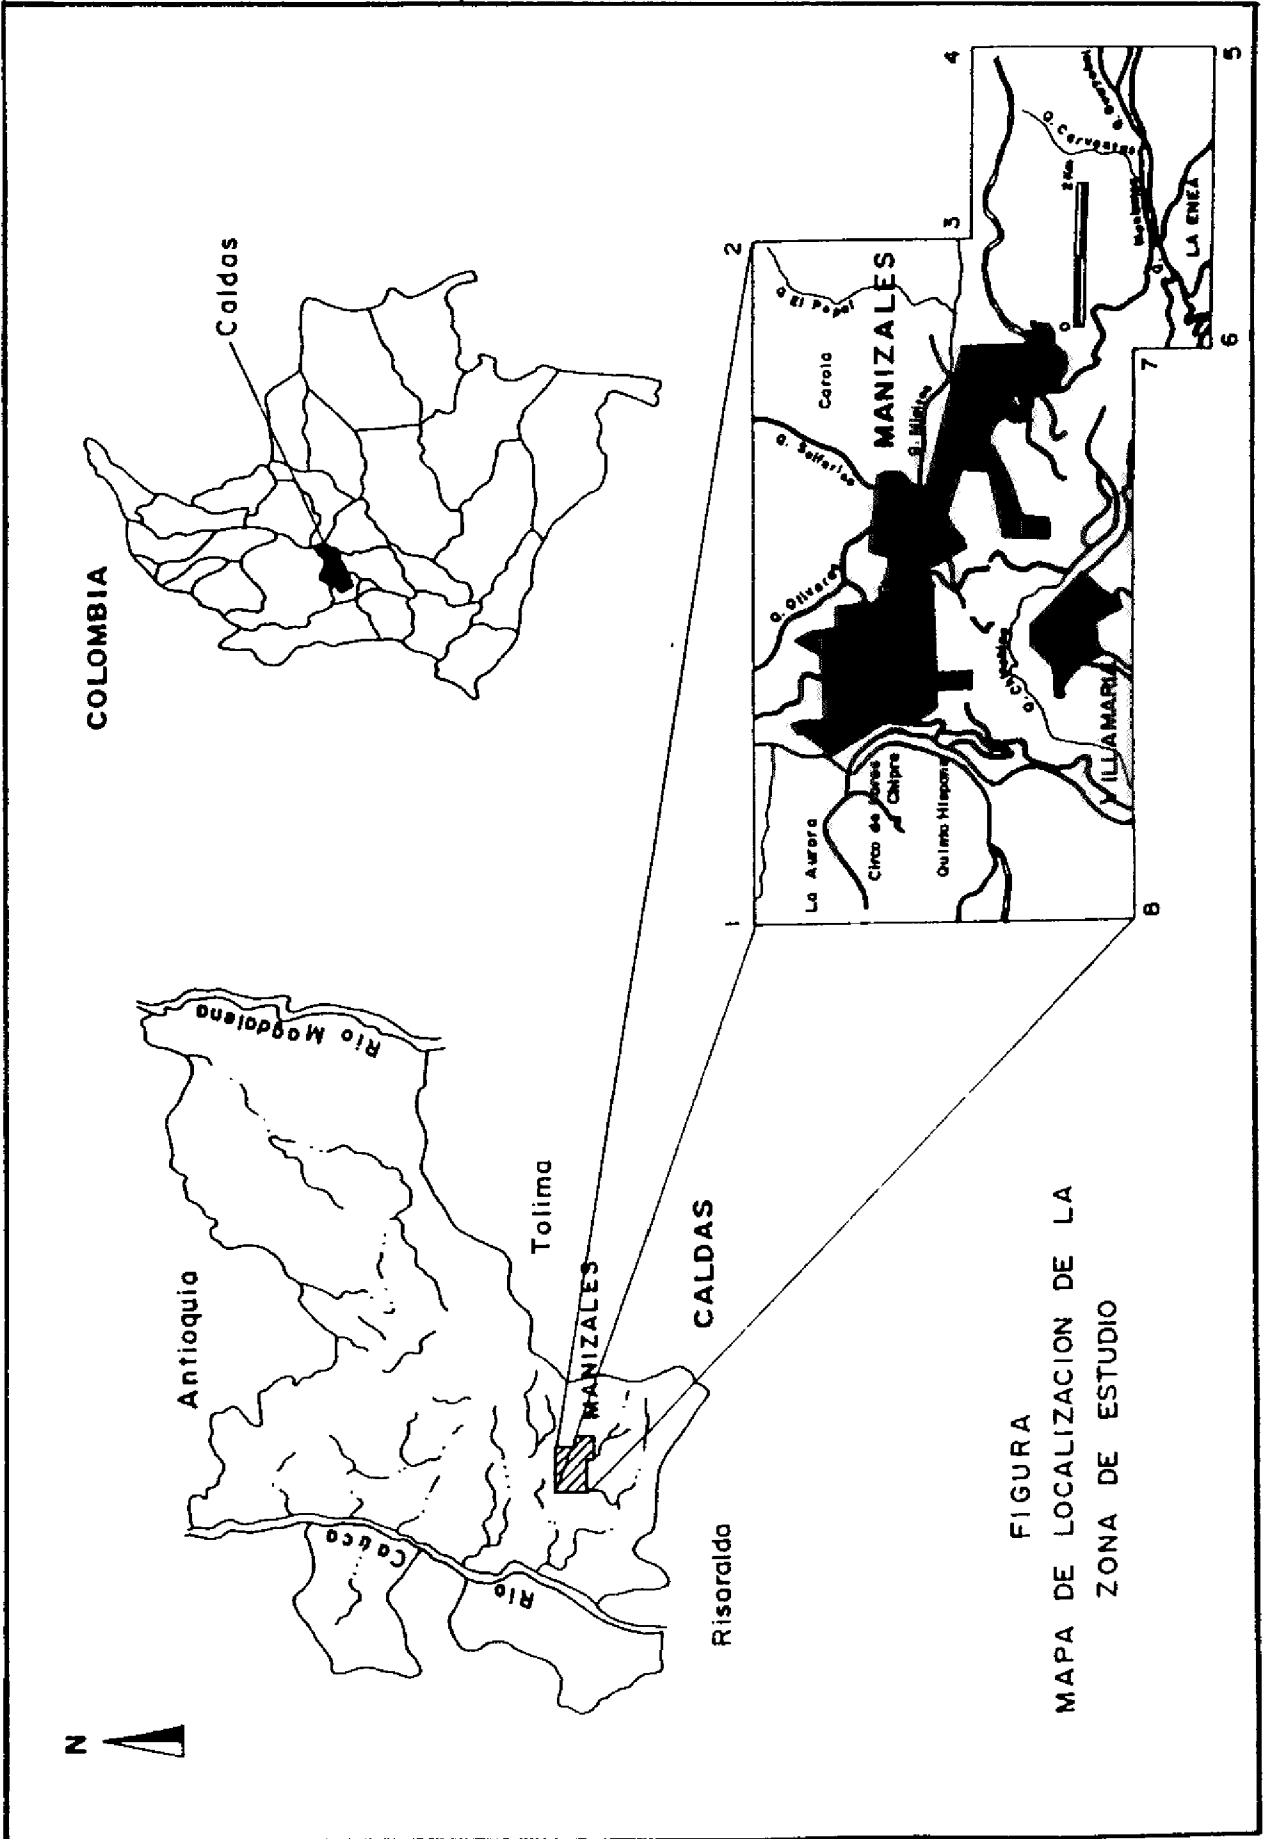 N
COLOMBIA
Caldas
Antioquia
Río Magdalena
Río Cauca
Tolima
MANIZALES
CALDAS
Risaralda
FIGURA
MAPA DE LOCALIZACION DE LA
ZONA DE ESTUDIO
1
2
3
4
5
6
7
8
La Aurora
Chipre
Q. Olivares
Carola
Q. El Popal
MANIZALES
VILLAMARIA
Q. Cervantes
0
2 Km
LA ENEA